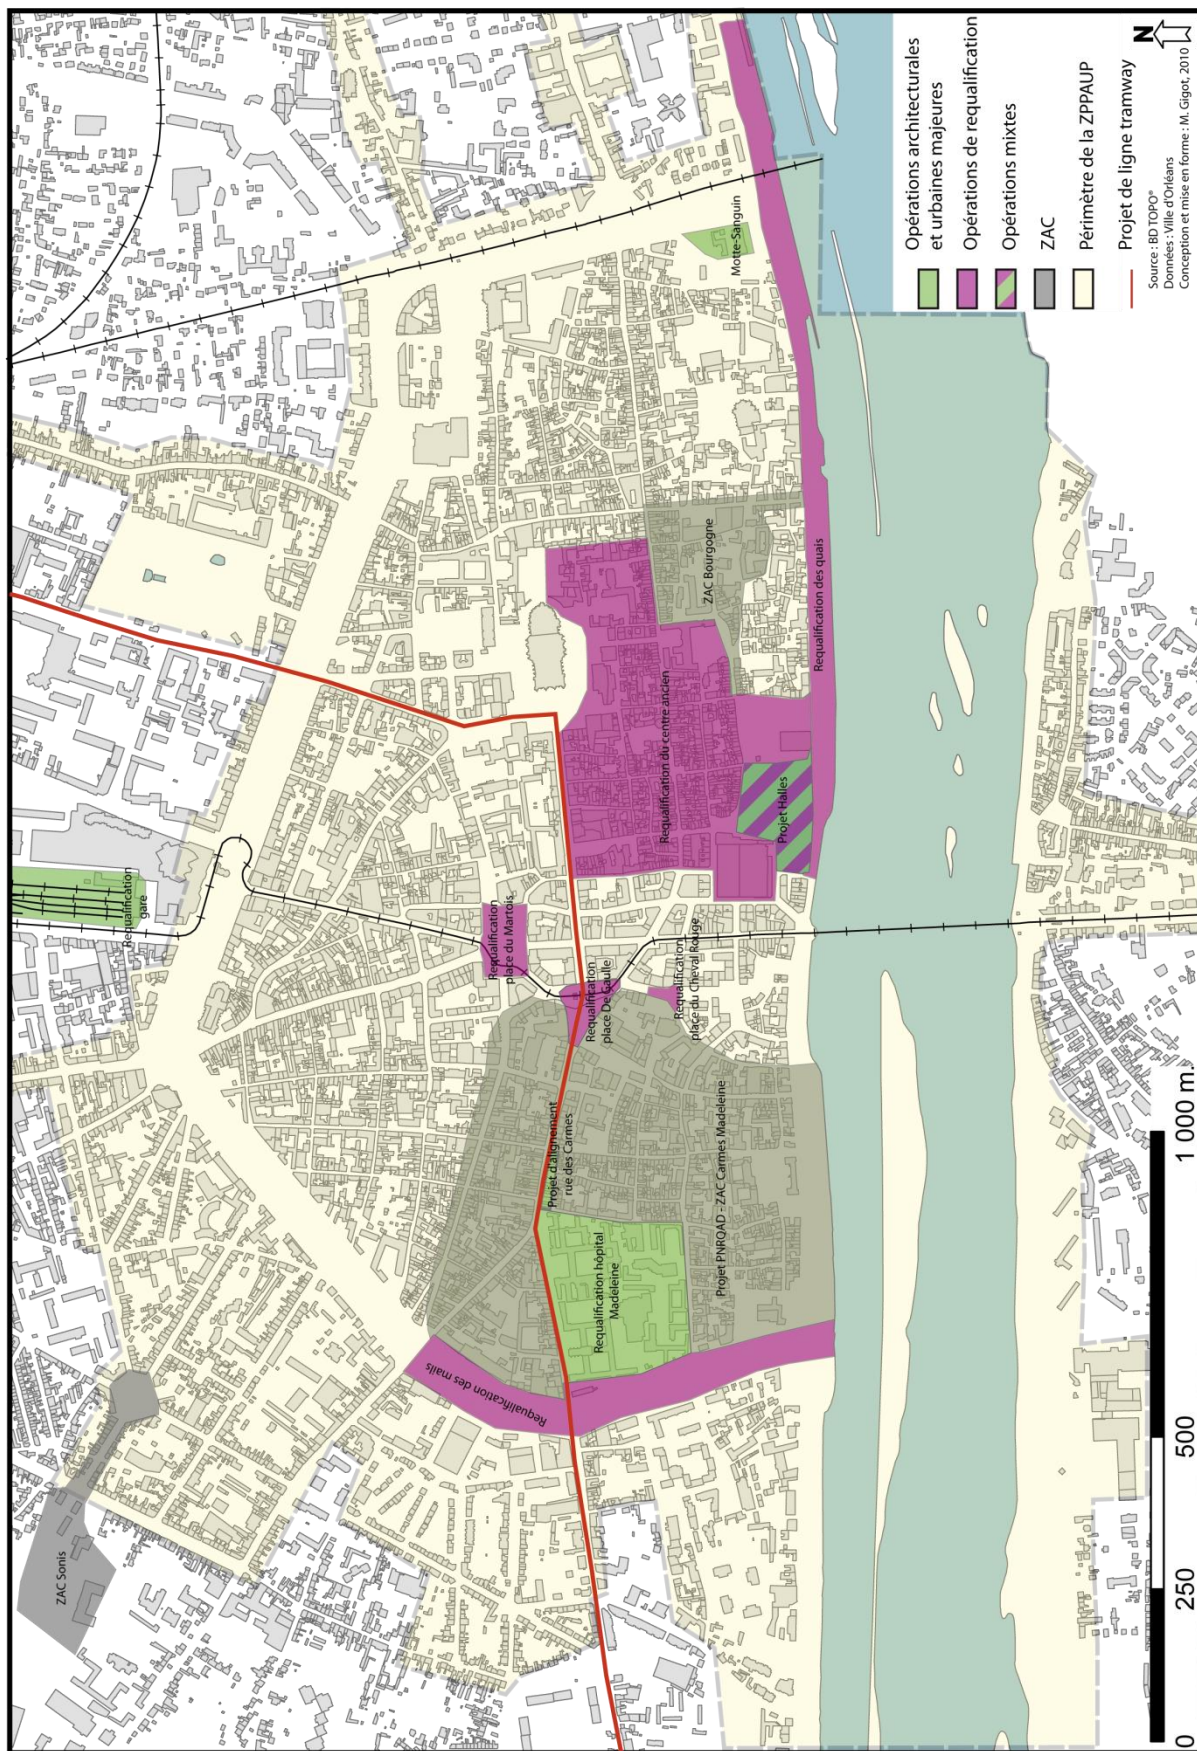 ZAC Sonis
Requalification
gare
Requalification
place du Martois
Requalification des mails
Projet d'alignement
rue des Carmes
Requalification
place De Gaulle
Requalification hôpital
Madeleine
Requalification
place du Cheval Rouge
Projet PNRQAD - ZAC Carmes Madeleine
Requalification du centre ancien
ZAC Bourgogne
Motte-Sanguin
Projet Halles
Requalification des quais
Opérations architecturales
et urbaines majeures
Opérations de requalification
Opérations mixtes
ZAC
Périmètre de la ZPPAUP
Projet de ligne tramway
N
Source : BD TOPO®
Données : Ville d'Orléans
Conception et mise en forme : M. Gigot, 2010
0 250 500 1 000 m.